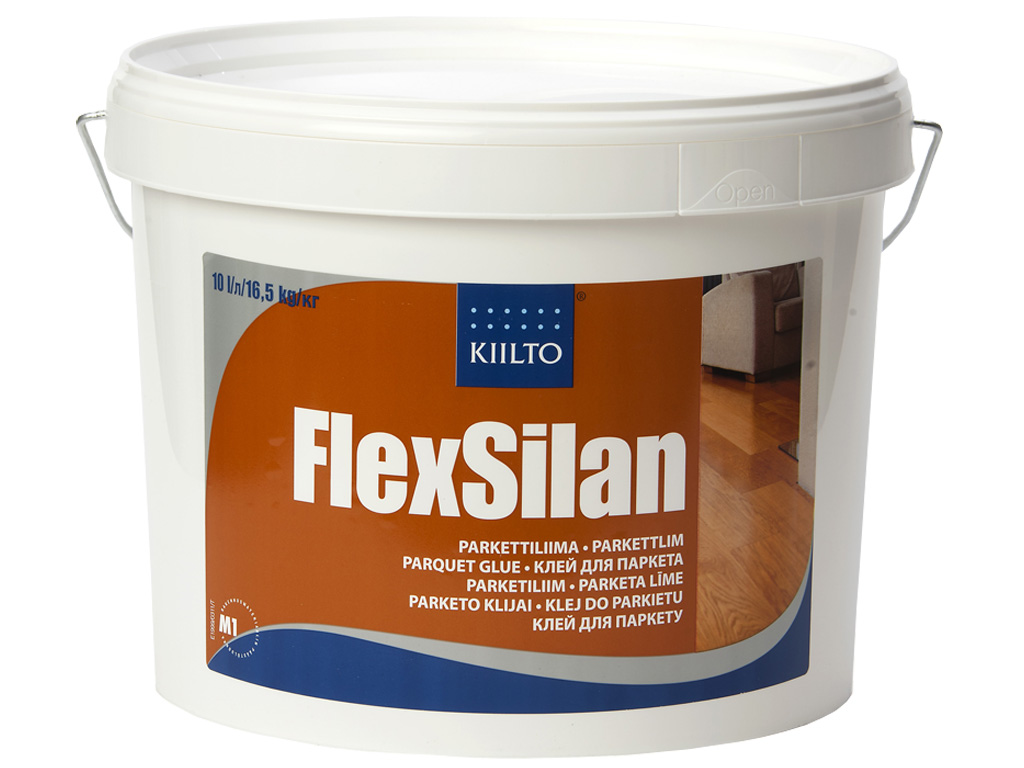 Open
10 l/л/16,5 kg/кг
KIILTO
®
FlexSilan
PARKETTILIIMA • PARKETTLIM
PARQUET GLUE • КЛЕЙ ДЛЯ ПАРКЕТА
PARKETILIIM • PARKETA LĪME
PARKETO KLIJAI • KLEJ DO PARKIETU
КЛЕЙ ДЛЯ ПАРКЕТУ
M1